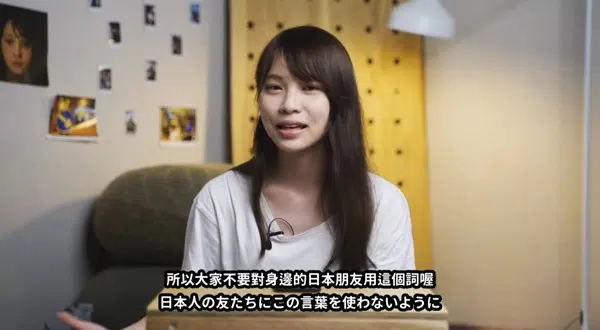 所以大家不要對身邊的日本朋友用這個詞喔
日本人の友たちにこの言葉を使わないように